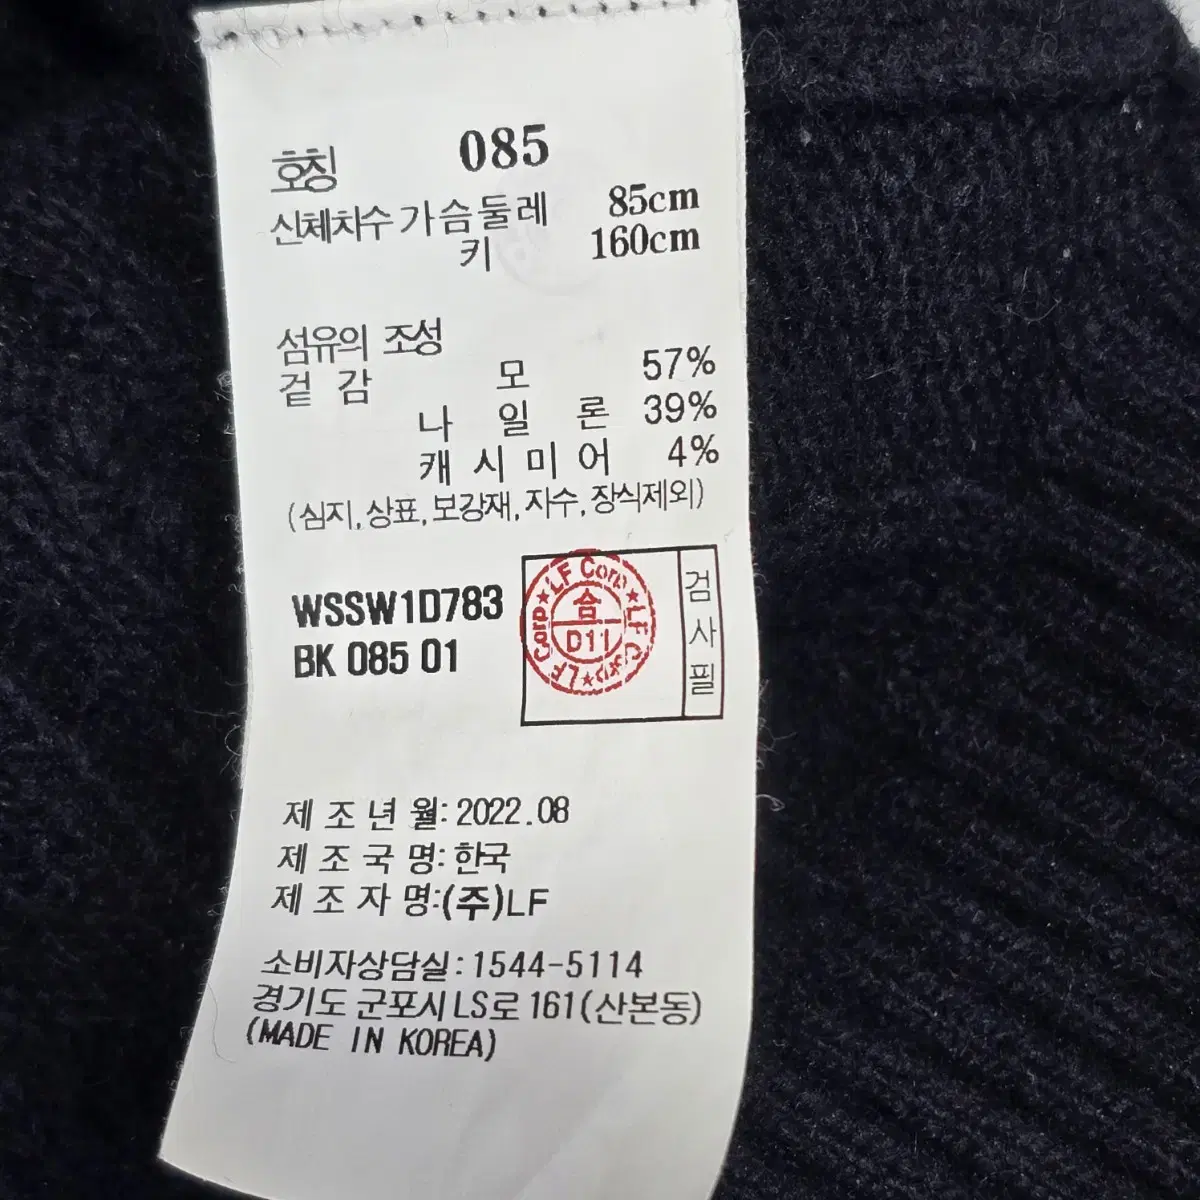 호칭 085
신체치수 가슴둘레 85cm
키 160cm
섬유의 조성
겉 감 모 57%
나 일 론 39%
캐 시 미 어 4%
(심지, 상표, 보강재, 자수, 장식제외)
WSSW1D783
BK 085 01
LF Corp★LF Corp★LF Corp★
合
D11
검사필
제 조 년 월: 2022.08
제 조 국 명: 한국
제 조 자 명:(주)LF
소비자상담실:1544-5114
경기도 군포시 LS로 161(산본동)
(MADE IN KOREA)